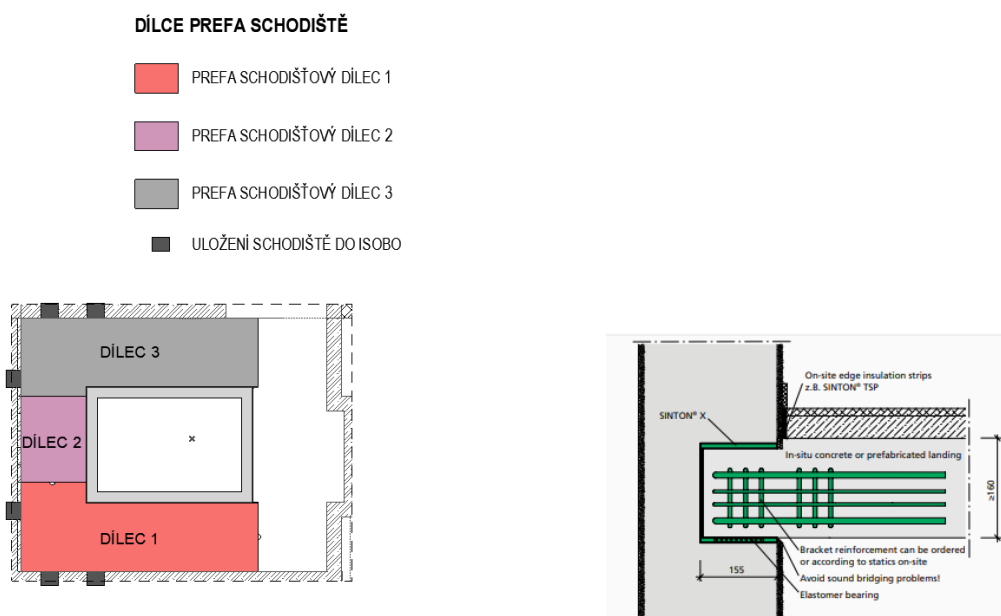 DÍLCE PREFA SCHODIŠTĚ
PREFA SCHODIŠŤOVÝ DÍLEC 1
PREFA SCHODIŠŤOVÝ DÍLEC 2
PREFA SCHODIŠŤOVÝ DÍLEC 3
ULOŽENÍ SCHODIŠTĚ DO ISOBO
DÍLEC 3
DÍLEC 2
DÍLEC 1
On-site edge insulation strips
z.B. SINTON® TSP
SINTON® X
In-situ concrete or prefabricated landing
≥160
155
Bracket reinforcement can be ordered
or according to statics on-site
Avoid sound bridging problems!
Elastomer bearing